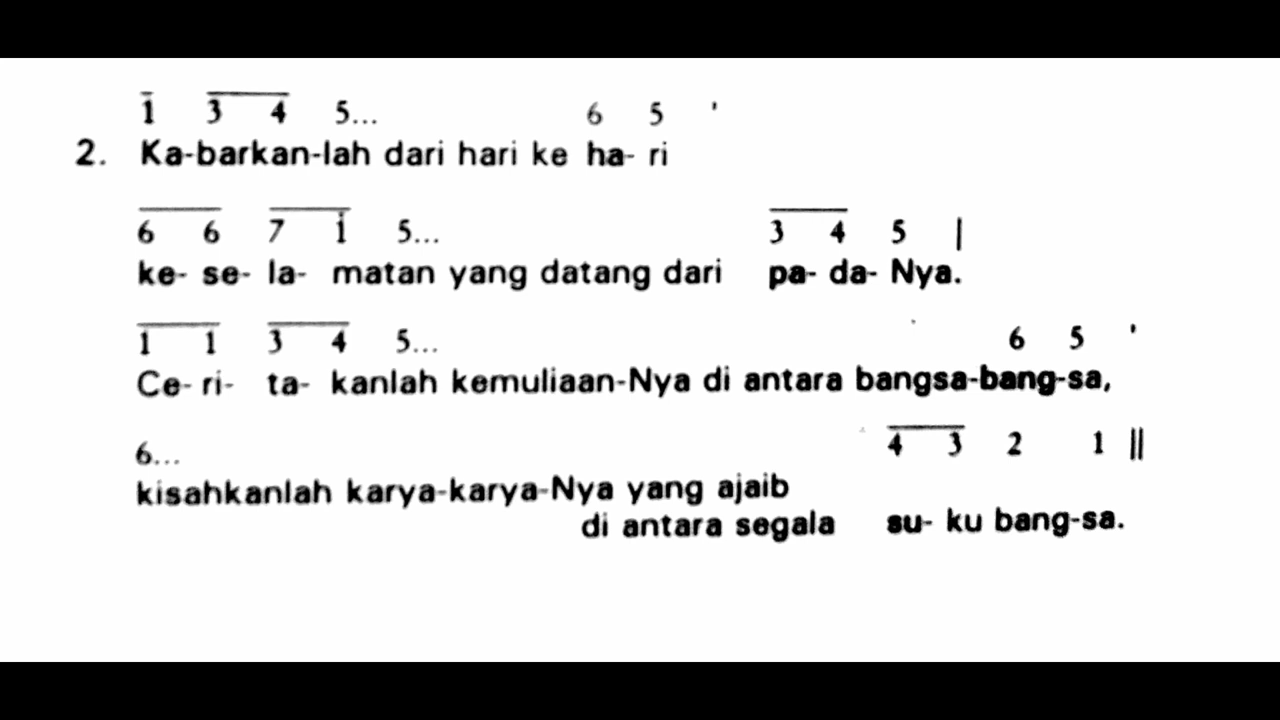 1 3 4 5... 6 5 '
2. Ka-barkan-lah dari hari ke ha- ri
6 6 7 1̇ 5... 3 4 5 |
ke- se- la- matan yang datang dari pa- da- Nya.
1 1 3 4 5... 6 5 '
Ce- ri- ta- kanlah kemuliaan-Nya di antara bangsa-bang-sa,
6... 4 3 2 1 ||
kisahkanlah karya-karya-Nya yang ajaib
di antara segala su- ku bang-sa.